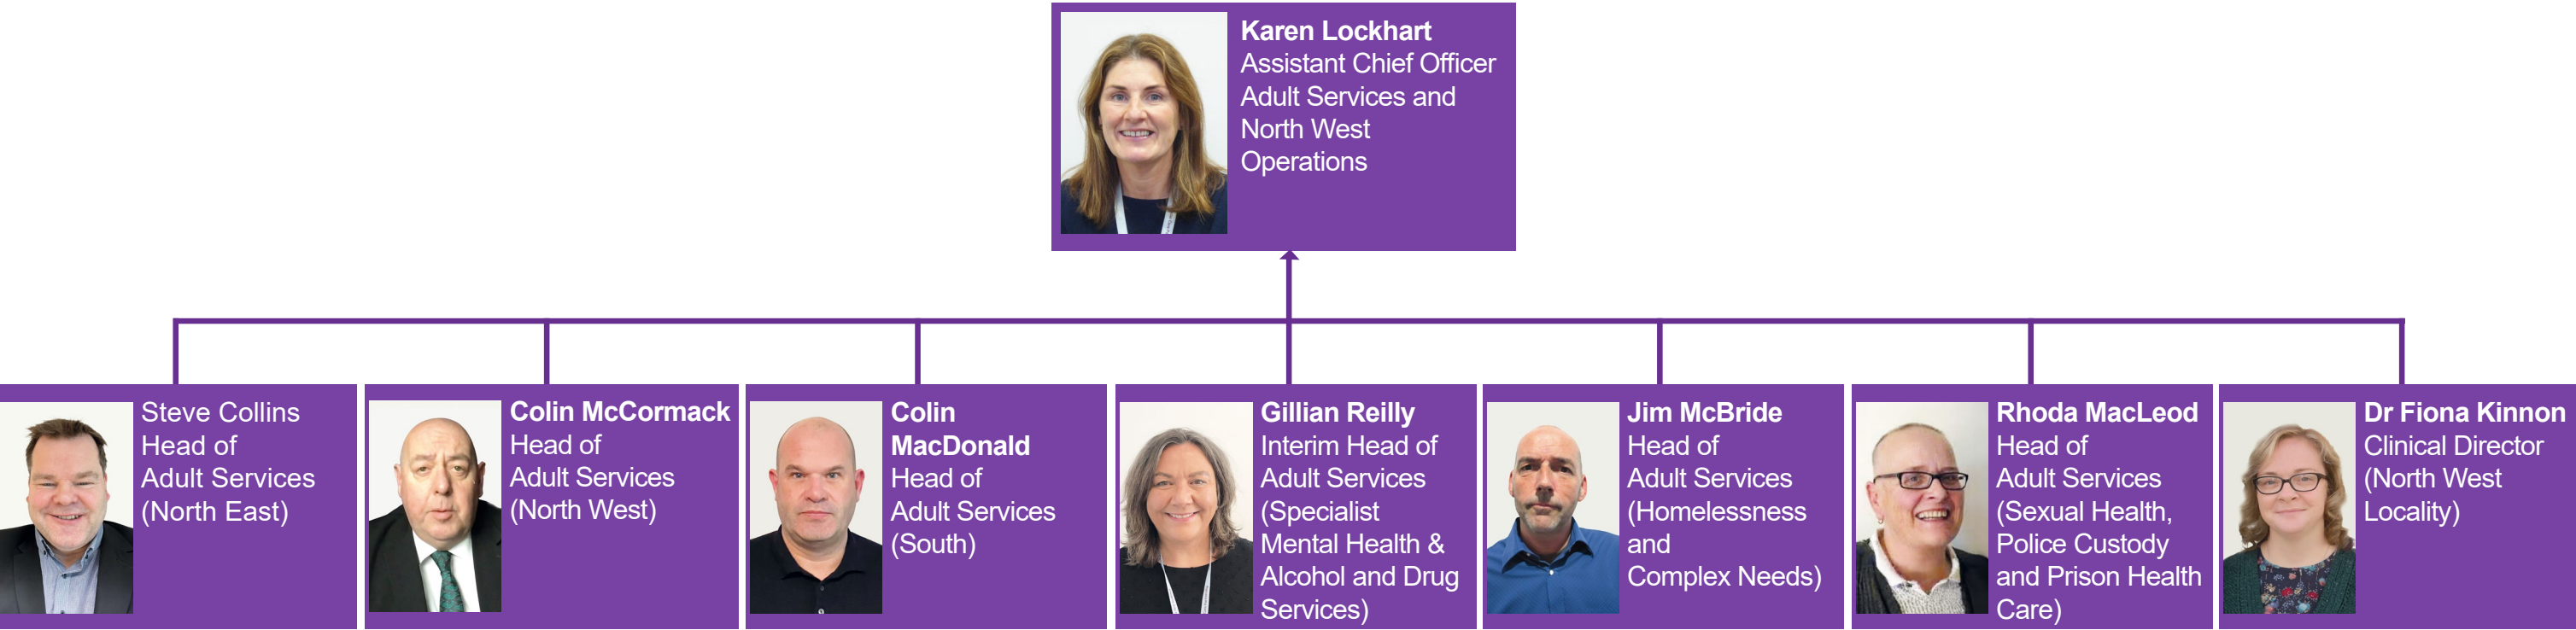 Karen Lockhart
Assistant Chief Officer
Adult Services and
North West
Operations
Steve Collins
Head of
Adult Services
(North East)
Colin McCormack
Head of
Adult Services
(North West)
Colin
MacDonald
Head of
Adult Services
(South)
Gillian Reilly
Interim Head of
Adult Services
(Specialist
Mental Health &
Alcohol and Drug
Services)
Jim McBride
Head of
Adult Services
(Homelessness
and
Complex Needs)
Rhoda MacLeod
Head of
Adult Services
(Sexual Health,
Police Custody
and Prison Health
Care)
Dr Fiona Kinnon
Clinical Director
(North West
Locality)